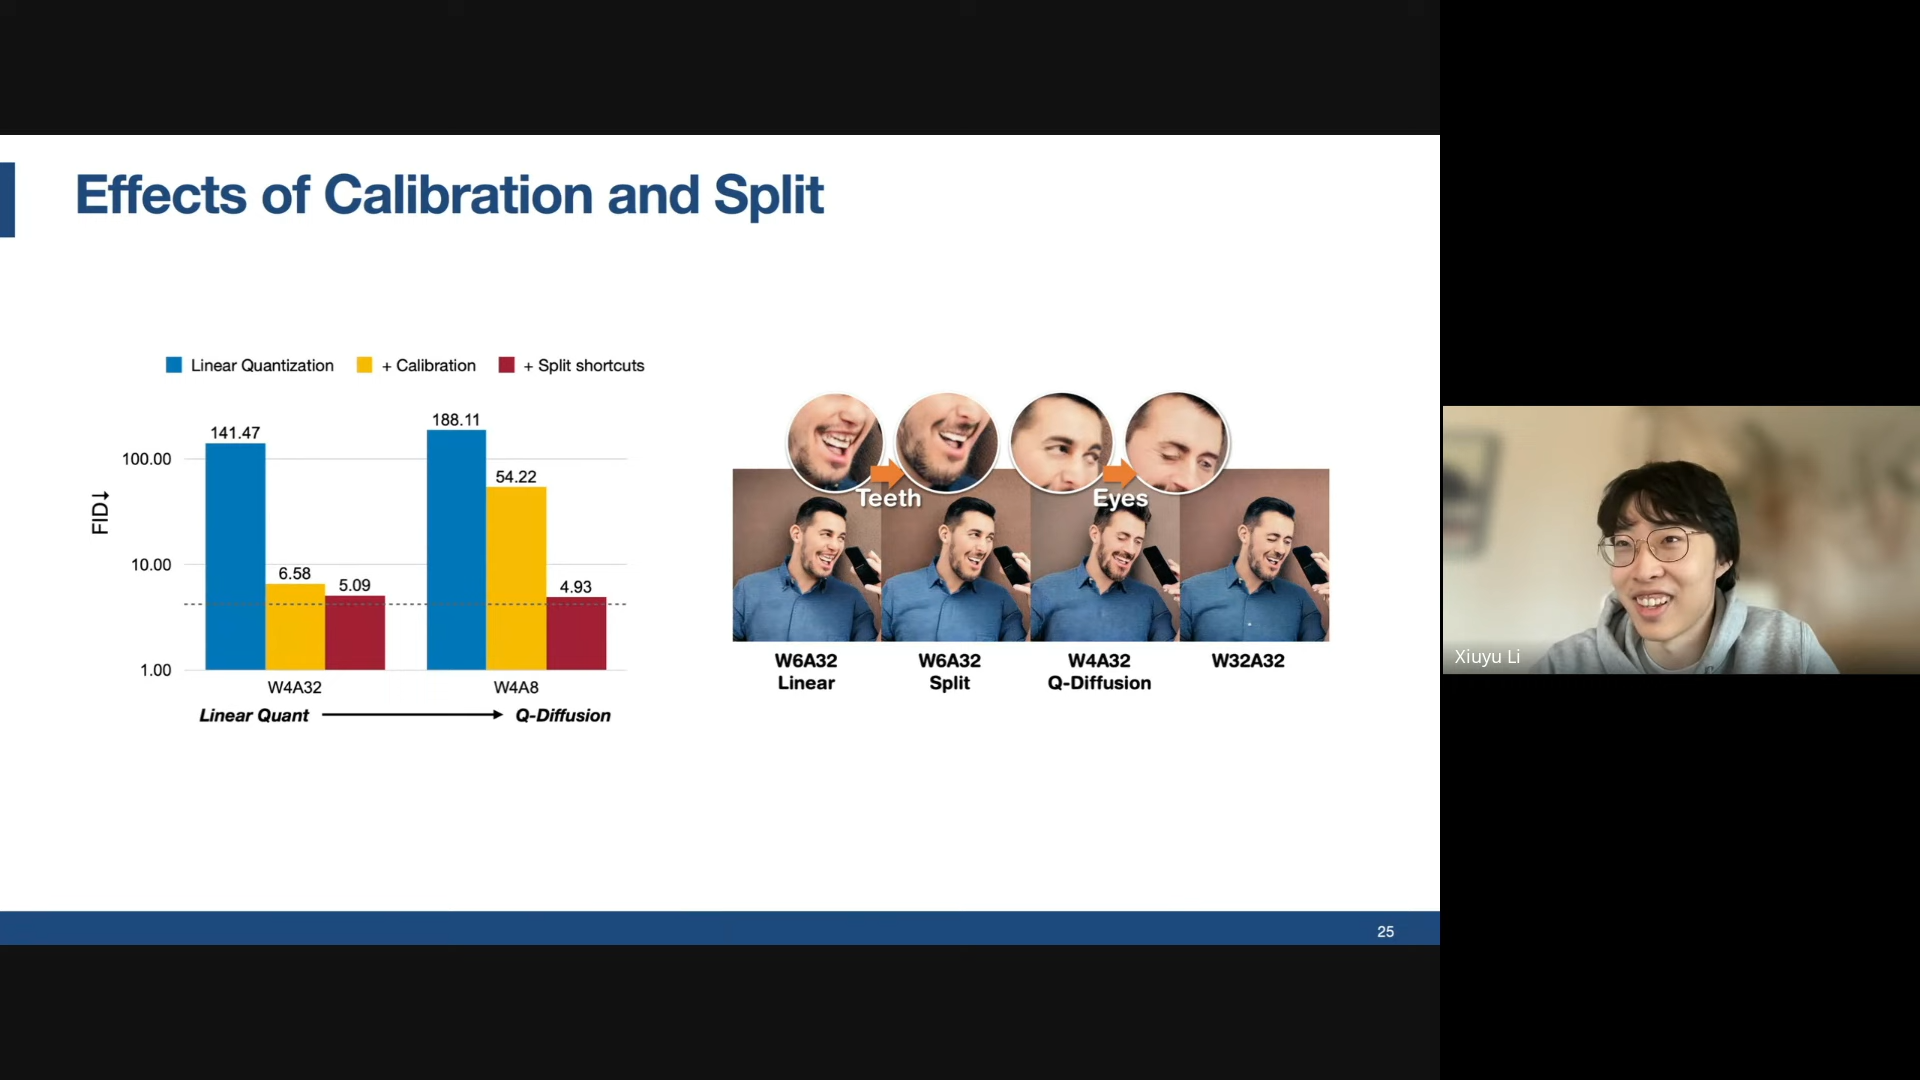 Effects of Calibration and Split
Linear Quantization
+ Calibration
+ Split shortcuts
FID↓
100.00
10.00
1.00
141.47
6.58
5.09
188.11
54.22
4.93
W4A32
W4A8
Linear Quant
Q-Diffusion
Teeth
Eyes
W6A32
Linear
W6A32
Split
W4A32
Q-Diffusion
W32A32
25
Xiuyu Li